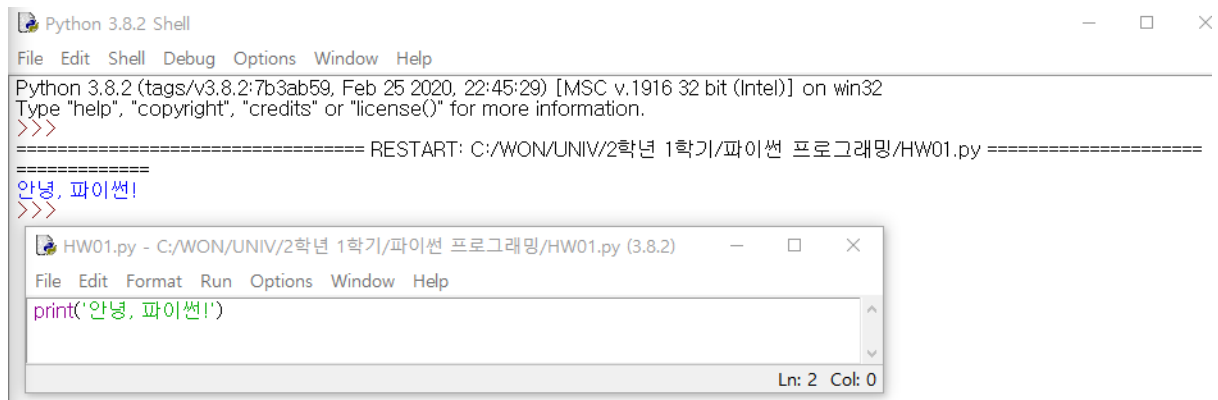 Python 3.8.2 Shell
File Edit Shell Debug Options Window Help
Python 3.8.2 (tags/v3.8.2:7b3ab59, Feb 25 2020, 22:45:29) [MSC v.1916 32 bit (Intel)] on win32
Type "help", "copyright", "credits" or "license()" for more information.
>>>
================================== RESTART: C:/WON/UNIV/2학년 1학기/파이썬 프로그래밍/HW01.py =====================
=============
안녕, 파이썬!
>>>
HW01.py - C:/WON/UNIV/2학년 1학기/파이썬 프로그래밍/HW01.py (3.8.2)
File Edit Format Run Options Window Help
print('안녕, 파이썬!')
Ln: 2 Col: 0